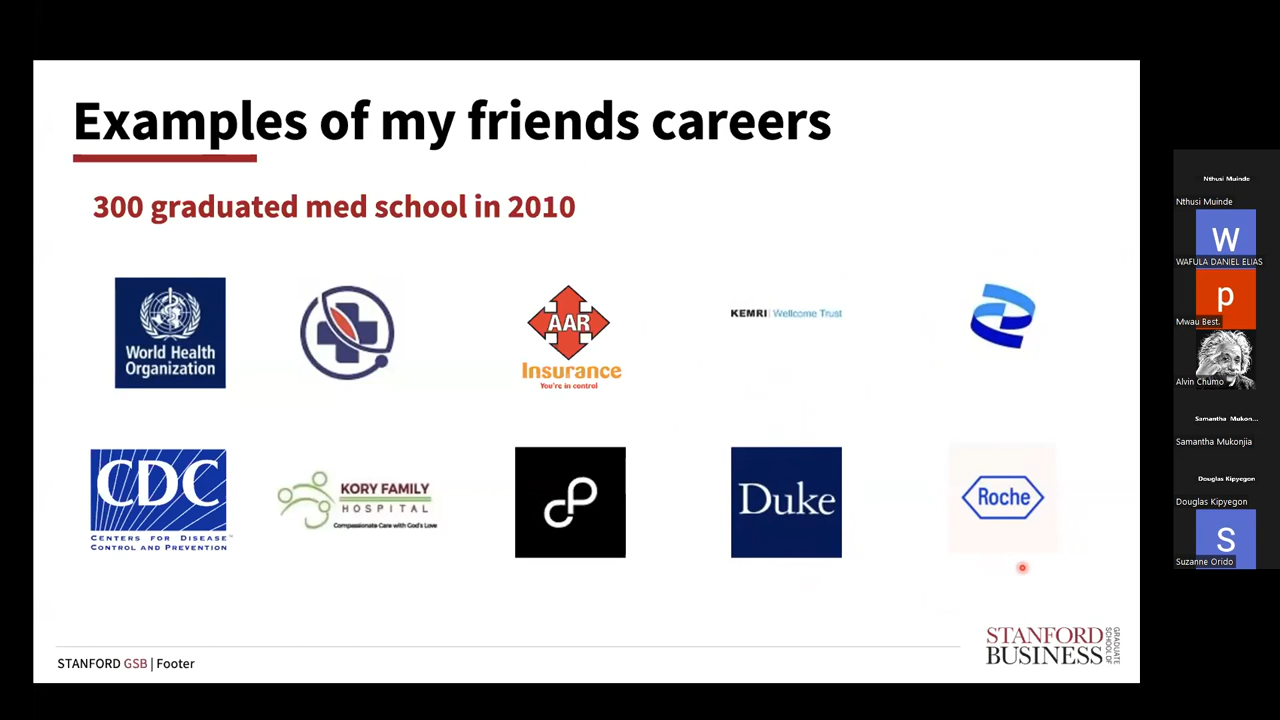 Examples of my friends careers
300 graduated med school in 2010
World Health
Organization
AAR
Insurance
You're in control
KEMRI | Wellcome Trust
CDC
CENTERS FOR DISEASE
CONTROL AND PREVENTION
KORY FAMILY
HOSPITAL
Compassionate Care with God's Love
Duke
Roche
STANFORD GSB | Footer
STANFORD
BUSINESS
GRADUATE
SCHOOL OF
Nthusi Muinde
Nthusi Muinde
W
WAFULA DANIEL ELIAS
p
Mwau Best.
Alvin Chumo
Samantha Mukon...
Samantha Mukonjia
Douglas Kipyegon
Douglas Kipyegon
S
Suzanne Orido